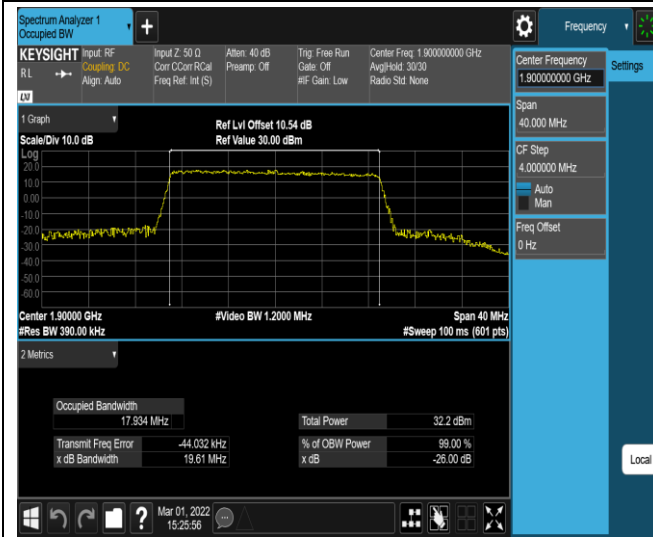 Spectrum Analyzer 1
Occupied BW
Frequency
KEYSIGHT
R L
LXI
Input: RF
Coupling: DC
Align: Auto
Input Z: 50 Ω
Corr CCorr RCal
Freq Ref: Int (S)
Atten: 40 dB
Preamp: Off
Trig: Free Run
Gate: Off
#IF Gain: Low
Center Freq: 1.900000000 GHz
Avg|Hold: 30/30
Radio Std: None
1 Graph
Scale/Div 10.0 dB
Ref Lvl Offset 10.54 dB
Ref Value 30.00 dBm
Log
20.0
10.0
0.00
-10.0
-20.0
-30.0
-40.0
-50.0
-60.0
Center 1.90000 GHz
#Res BW 390.00 kHz
#Video BW 1.2000 MHz
Span 40 MHz
#Sweep 100 ms (601 pts)
2 Metrics
Occupied Bandwidth
17.934 MHz
Total Power 32.2 dBm
Transmit Freq Error -44.032 kHz
% of OBW Power 99.00 %
x dB Bandwidth 19.61 MHz
x dB -26.00 dB
Center Frequency
1.900000000 GHz
Settings
Span
40.000 MHz
CF Step
4.000000 MHz
Auto
Man
Freq Offset
0 Hz
Local
?
Mar 01, 2022
15:25:56